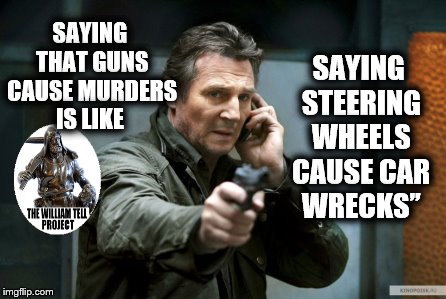 SAYING
THAT GUNS
CAUSE MURDERS
IS LIKE
THE WILLIAM TELL
PROJECT
SAYING
STEERING
WHEELS
CAUSE CAR
WRECKS”
imgflip.com
KINOPOISK.RU